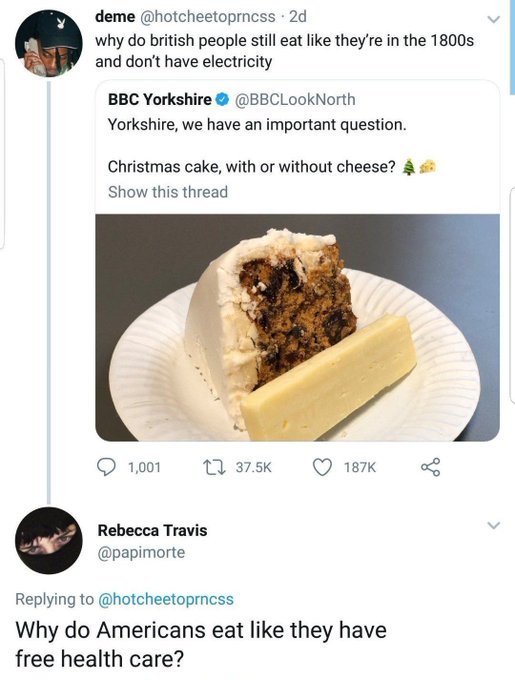 deme @hotcheetoprncss · 2d
why do british people still eat like they're in the 1800s
and don't have electricity
BBC Yorkshire @BBCLookNorth
Yorkshire, we have an important question.
Christmas cake, with or without cheese? 🎄🧀
Show this thread
1,001 37.5K 187K
Rebecca Travis
@papimorte
Replying to @hotcheetoprncss
Why do Americans eat like they have
free health care?